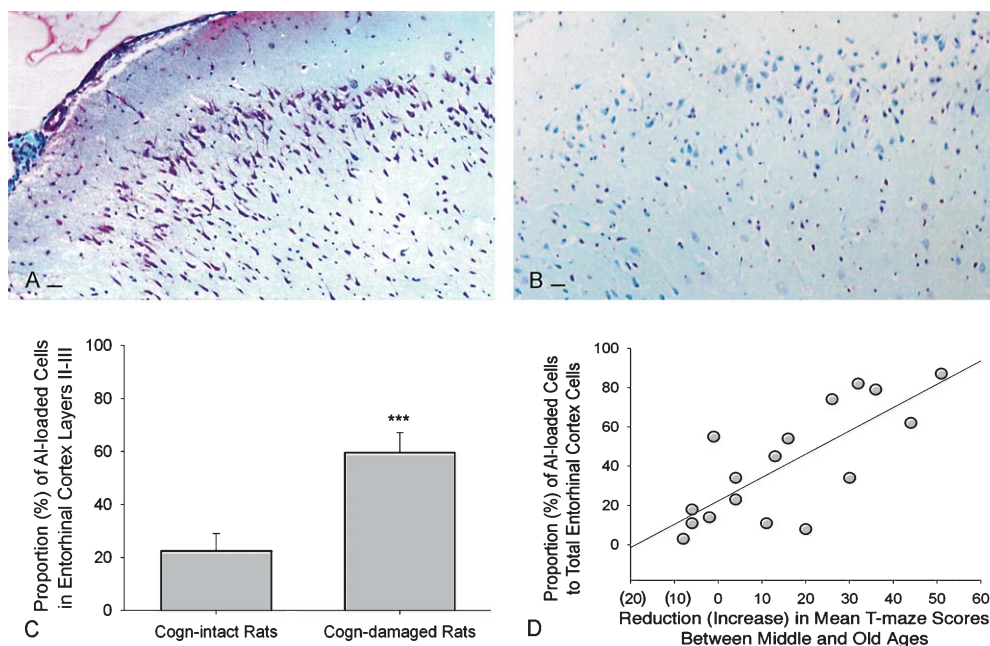 A
B
Proportion (%) of Al-loaded Cells
in Entorhinal Cortex Layers II-III
100
80
60
40
20
0
***
Cogn-intact Rats
Cogn-damaged Rats
C
Proportion (%) of Al-loaded Cells
to Total Entorhinal Cortex Cells
100
80
60
40
20
0
(20) (10) 0 10 20 30 40 50 60
Reduction (Increase) in Mean T-maze Scores
Between Middle and Old Ages
D